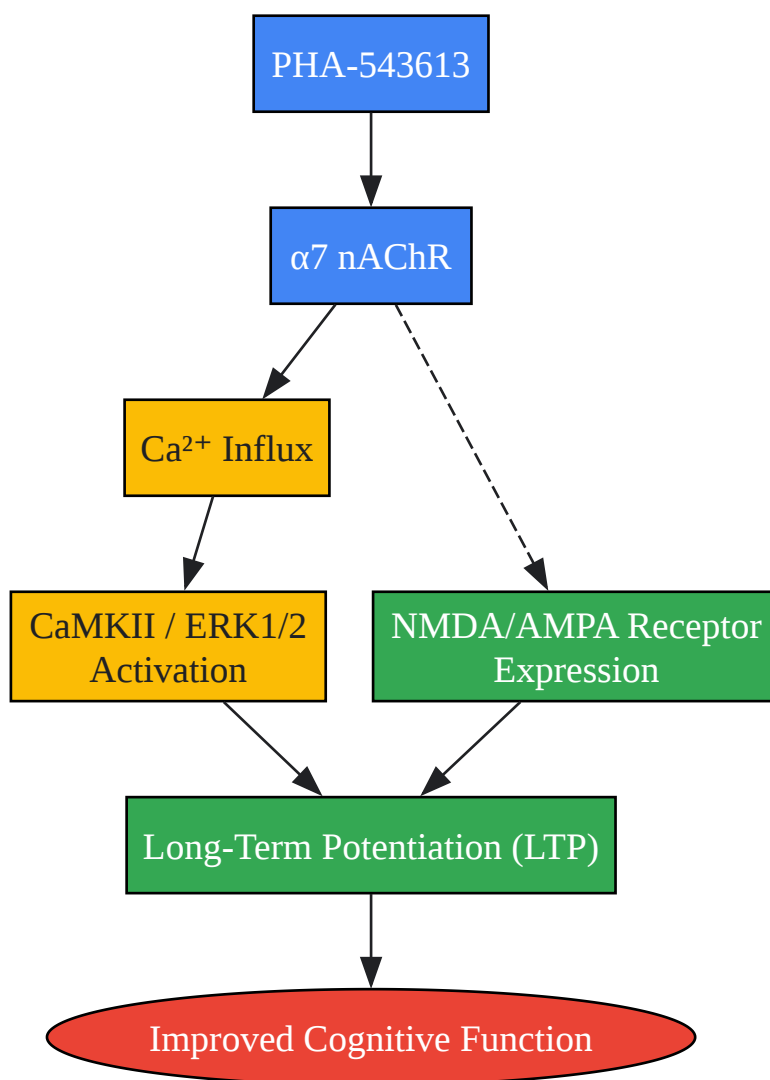 PHA-543613
α7 nAChR
Ca²⁺ Influx
CaMKII / ERK1/2
Activation
NMDA/AMPA Receptor
Expression
Long-Term Potentiation (LTP)
Improved Cognitive Function